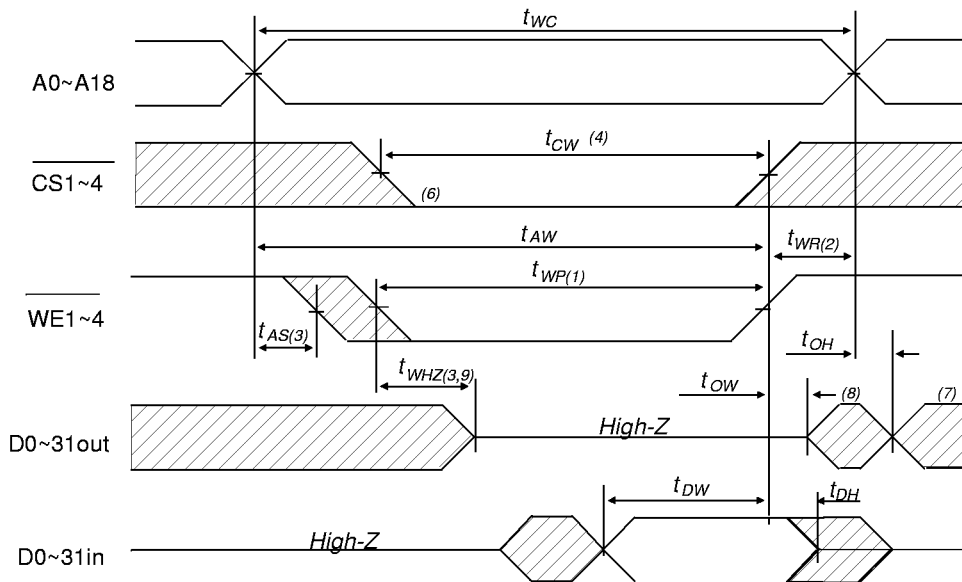 tWC
A0~A18
tCW (4)
CS1~4
(6)
tAW
tWR(2)
tWP(1)
WE1~4
tAS(3)
tOH
tWHZ(3,9)
tOW
(8)
(7)
High-Z
D0~31out
tDW
tDH
High-Z
D0~31in